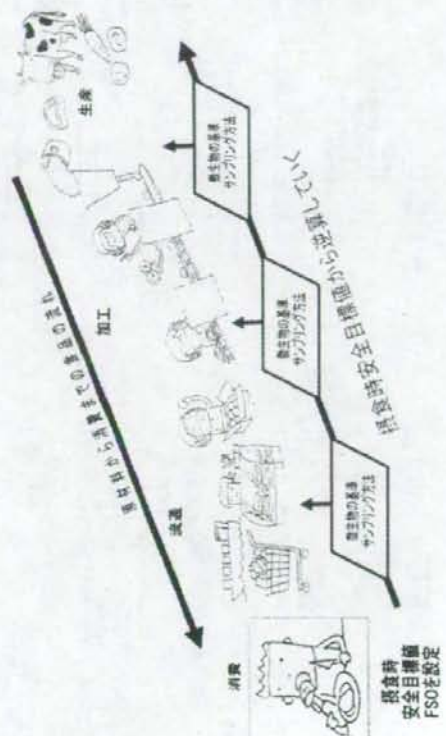 原材料から消費までの食品の流れ
生産
加工
流通
消費
微生物の基準
サンプリング方法
微生物の基準
サンプリング方法
微生物の基準
サンプリング方法
摂食時安全目標値から逆算していく
摂食時
安全目標値
FSOを設定